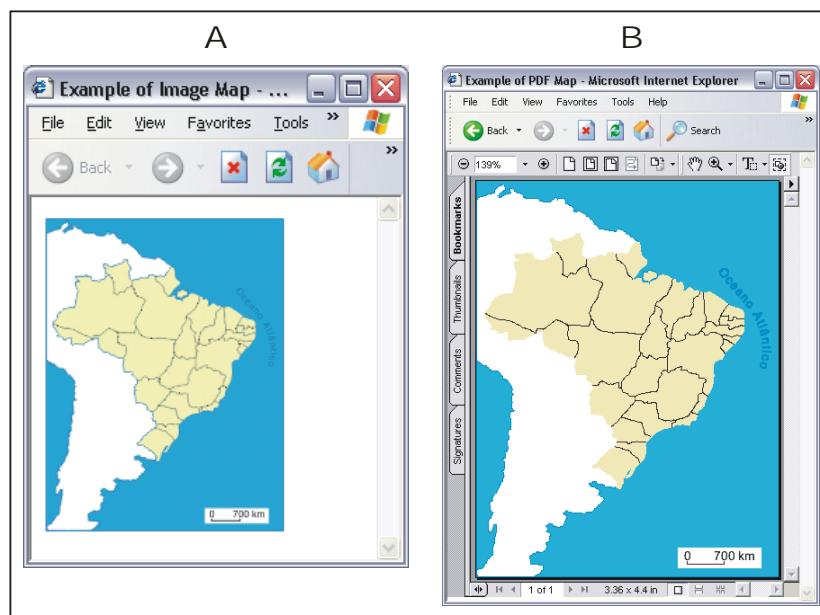 A
Example of Image Map - ...
File Edit View Favorites Tools »
Back »
Oceano Atlântico
0 700 km
B
Example of PDF Map - Microsoft Internet Explorer
File Edit View Favorites Tools Help
Back Search »
139% T
Bookmarks
Thumbnails
Comments
Signatures
Oceano Atlântico
0 700 km
1 of 1 3.36 x 4.4 in